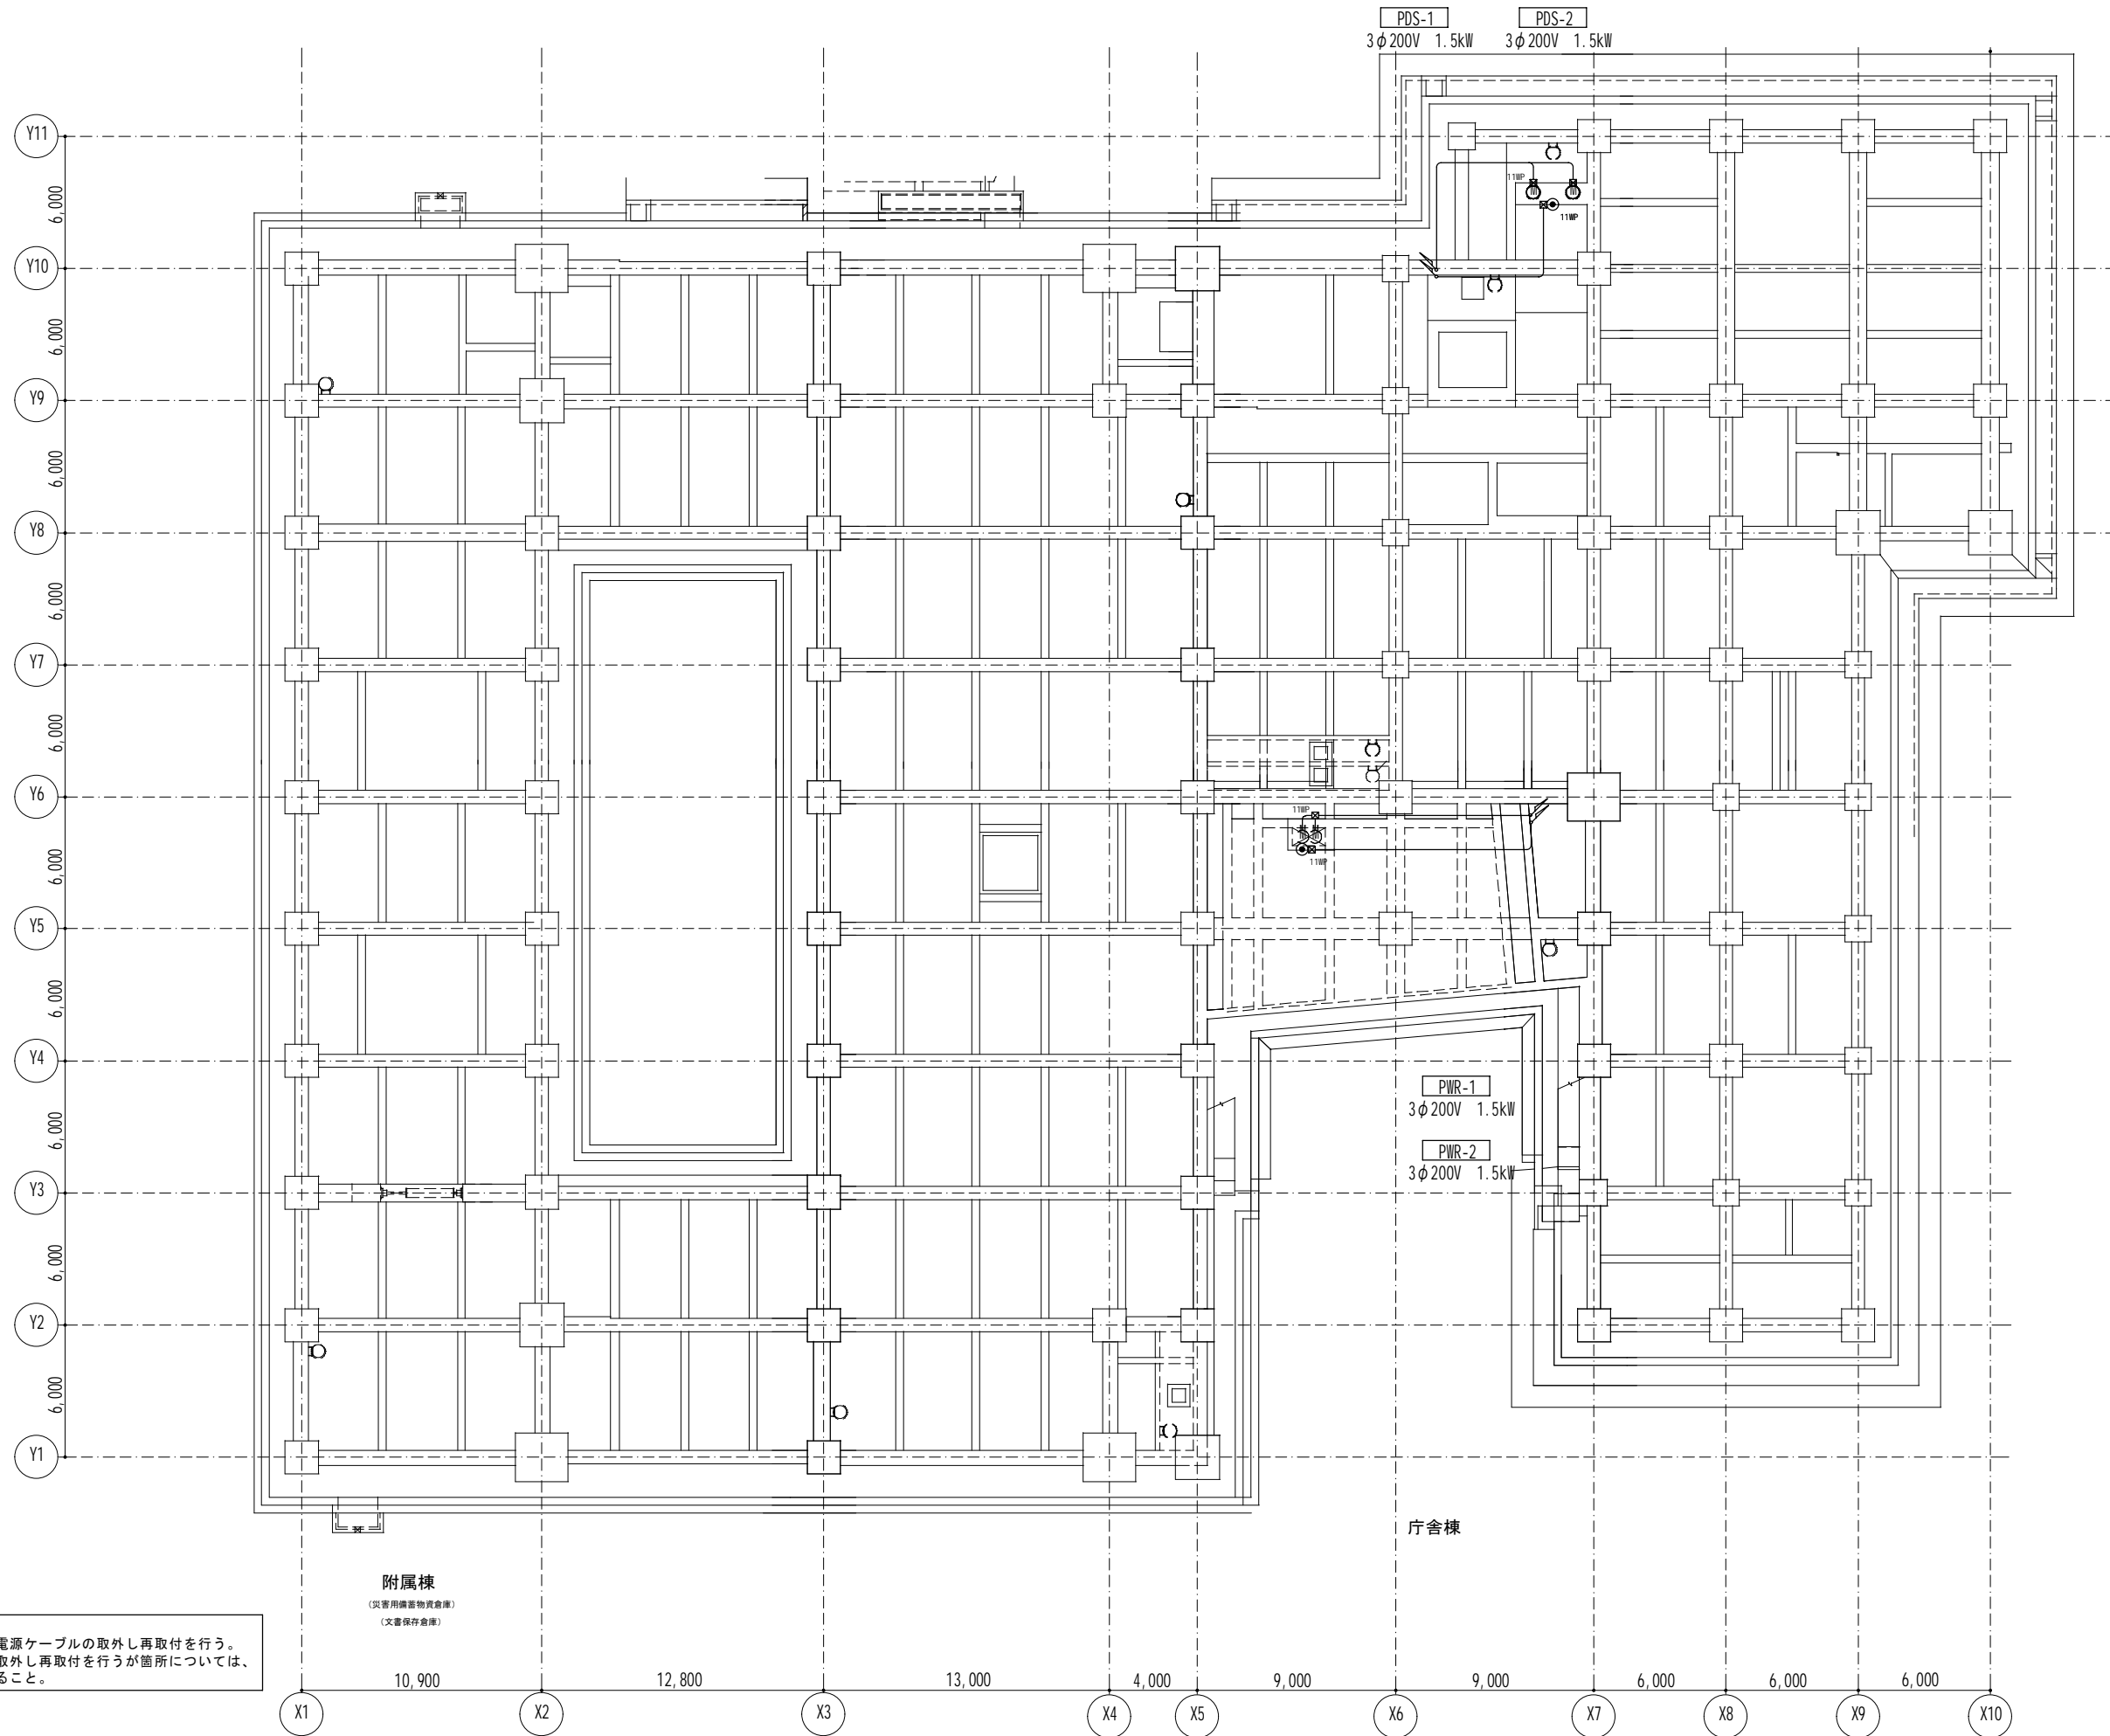 PDS-1
PDS-2
3φ200V 1.5kW
3φ200V 1.5kW
Y11
11WP
6,000
11WP
Y10
6,000
Y9
6,000
Y8
6,000
Y7
6,000
Y6
11WP
6,000
11WP
Y5
6,000
Y4
PWR-1
3φ200V 1.5kW
6,000
PWR-2
3φ200V 1.5kW
Y3
6,000
Y2
6,000
Y1
庁舎棟
附属棟
(災害用備蓄物資倉庫)
(文書保存倉庫)
電源ケーブルの取外し再取付を行う。
取外し再取付を行うが箇所については、
ること。
10,900
12,800
13,000
4,000
9,000
9,000
6,000
6,000
6,000
X1
X2
X3
X4
X5
X6
X7
X8
X9
X10